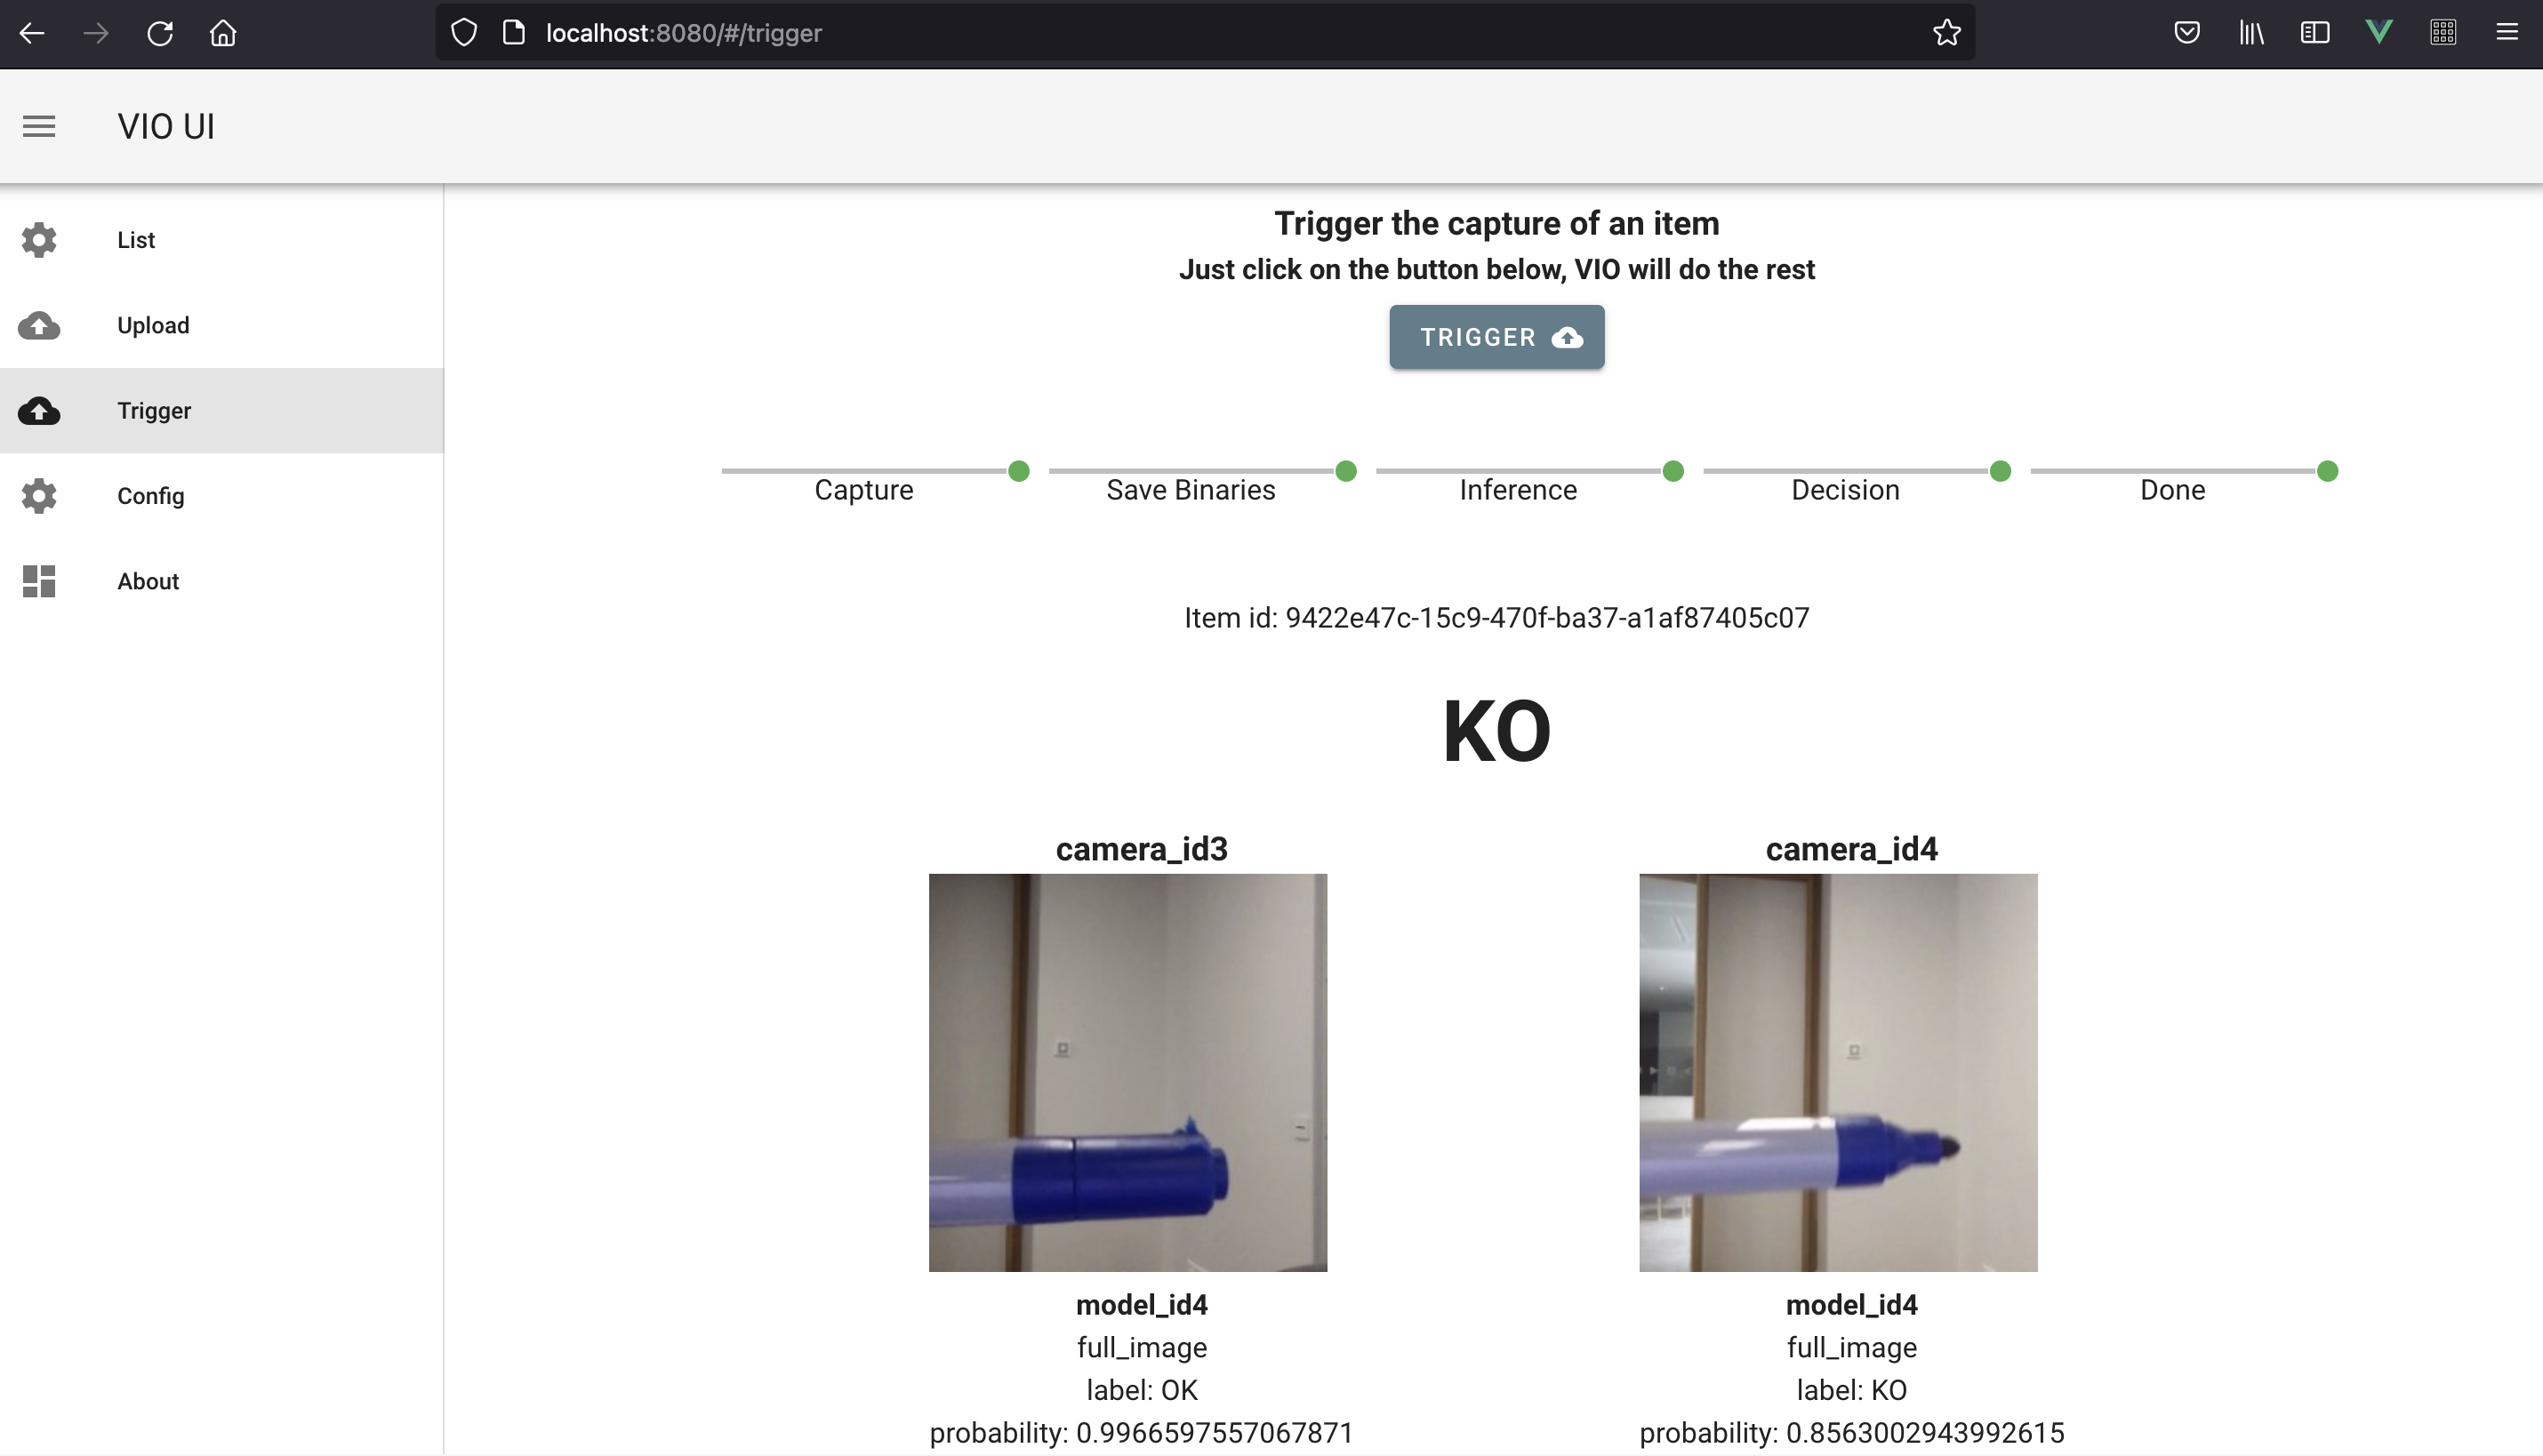 localhost:8080/#/trigger
VIO UI
List
Upload
Trigger
Config
About
Trigger the capture of an item
Just click on the button below, VIO will do the rest
TRIGGER
Capture
Save Binaries
Inference
Decision
Done
Item id: 9422e47c-15c9-470f-ba37-a1af87405c07
KO
camera_id3
model_id4
full_image
label: OK
probability: 0.9966597557067871
camera_id4
model_id4
full_image
label: KO
probability: 0.8563002943992615